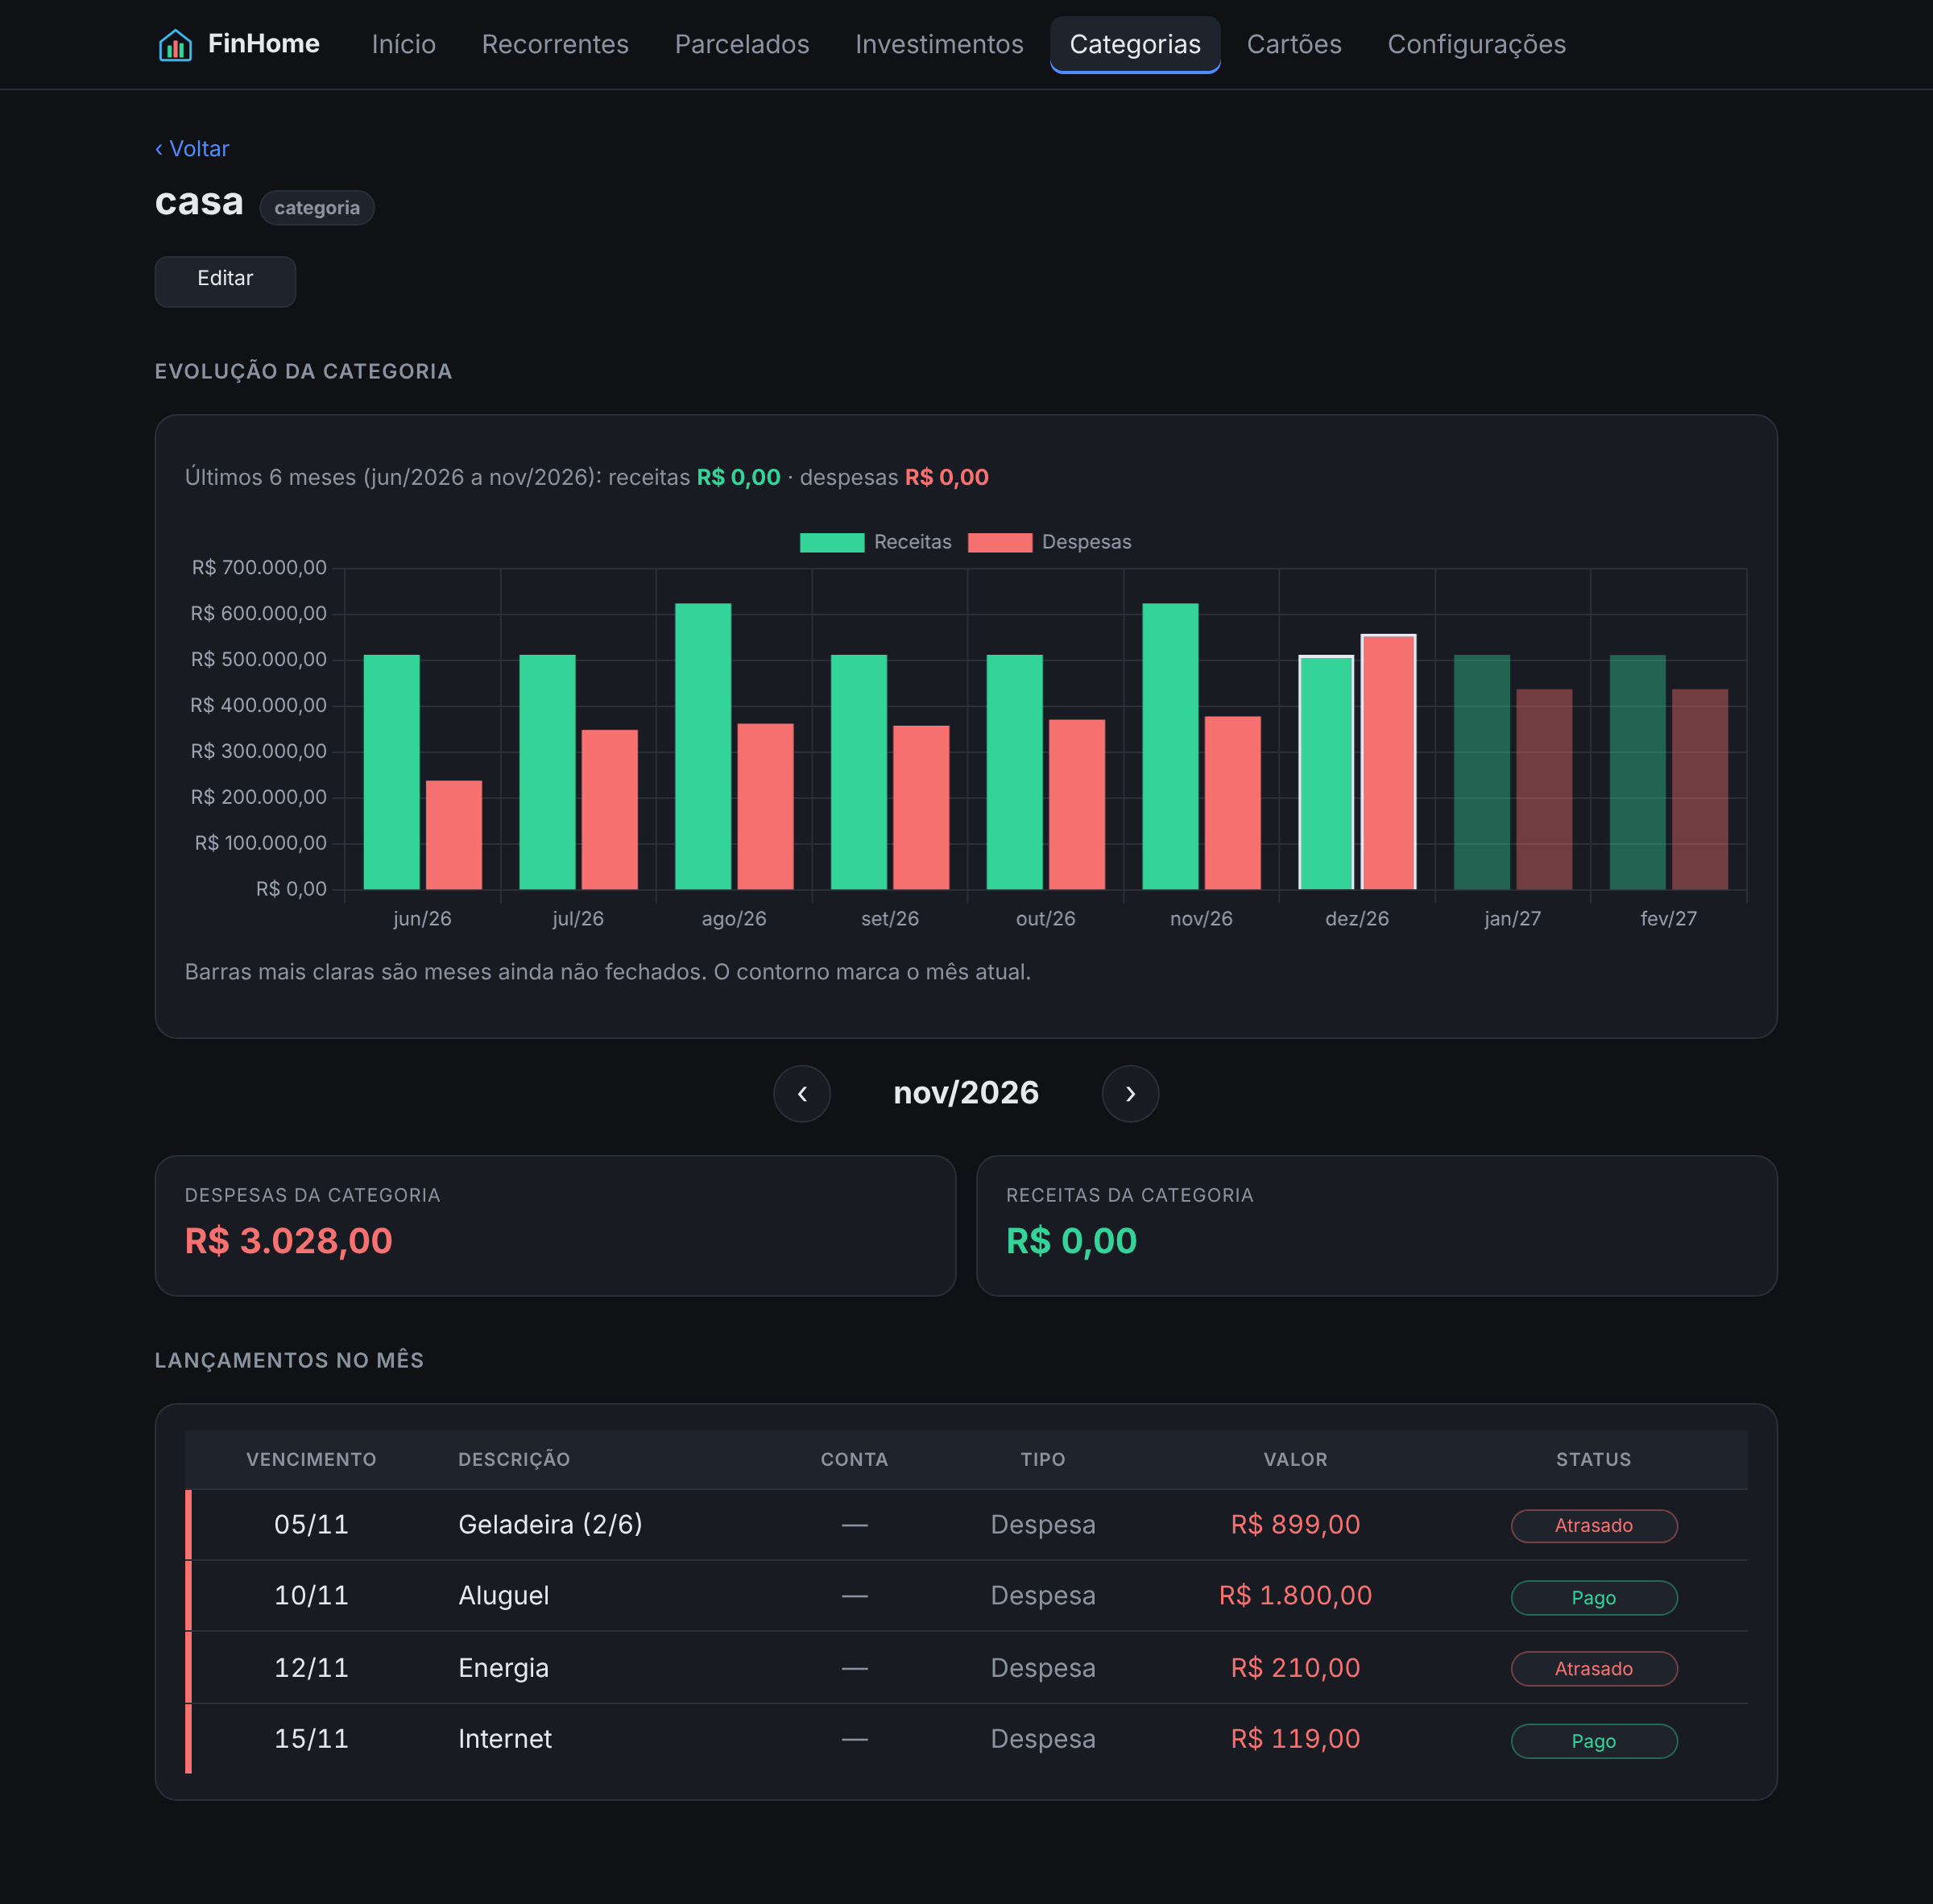 FinHome Início Recorrentes Parcelados Investimentos Categorias Cartões Configurações
‹ Voltar
casa categoria
Editar
EVOLUÇÃO DA CATEGORIA
Últimos 6 meses (jun/2026 a nov/2026): receitas R$ 0,00 · despesas R$ 0,00
Receitas Despesas
R$ 700.000,00
R$ 600.000,00
R$ 500.000,00
R$ 400.000,00
R$ 300.000,00
R$ 200.000,00
R$ 100.000,00
R$ 0,00
jun/26 jul/26 ago/26 set/26 out/26 nov/26 dez/26 jan/27 fev/27
Barras mais claras são meses ainda não fechados. O contorno marca o mês atual.
‹ nov/2026 ›
DESPESAS DA CATEGORIA
R$ 3.028,00
RECEITAS DA CATEGORIA
R$ 0,00
LANÇAMENTOS NO MÊS
VENCIMENTO DESCRIÇÃO CONTA TIPO VALOR STATUS
05/11 Geladeira (2/6) — Despesa R$ 899,00 Atrasado
10/11 Aluguel — Despesa R$ 1.800,00 Pago
12/11 Energia — Despesa R$ 210,00 Atrasado
15/11 Internet — Despesa R$ 119,00 Pago